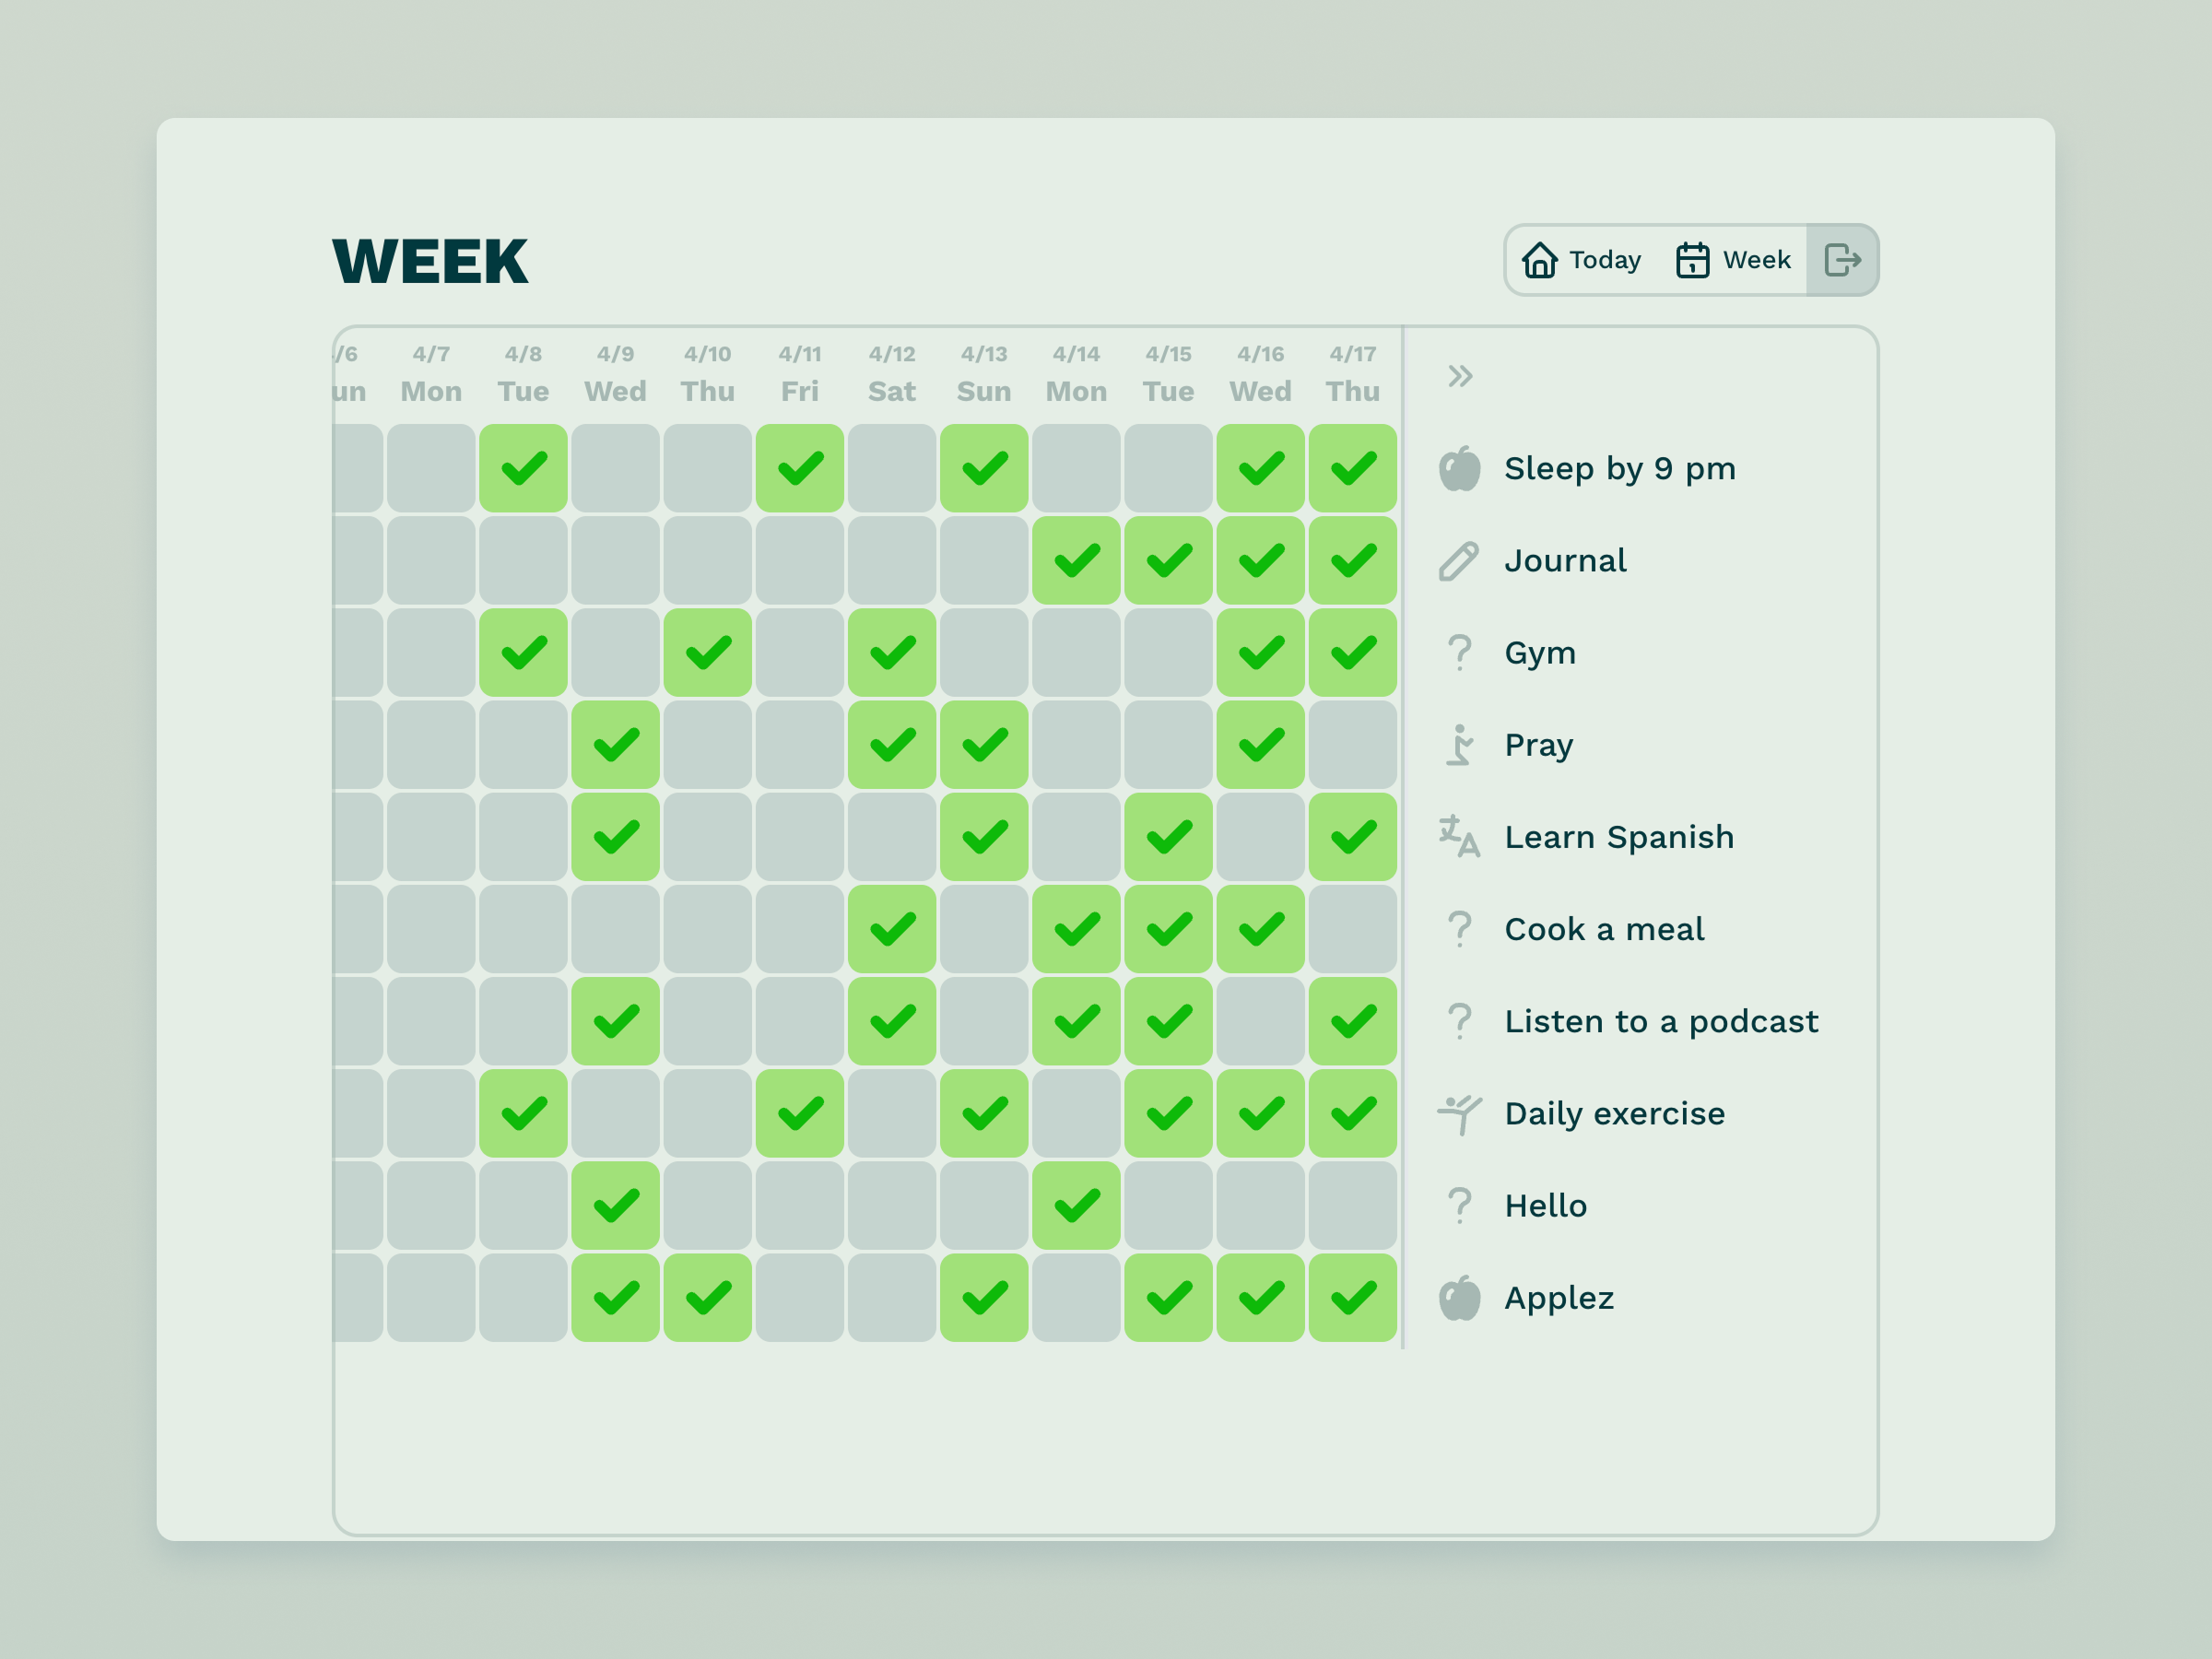 WEEK
Today Week
/6 4/7 4/8 4/9 4/10 4/11 4/12 4/13 4/14 4/15 4/16 4/17
un Mon Tue Wed Thu Fri Sat Sun Mon Tue Wed Thu
Sleep by 9 pm
Journal
Gym
Pray
Learn Spanish
Cook a meal
Listen to a podcast
Daily exercise
Hello
Applez